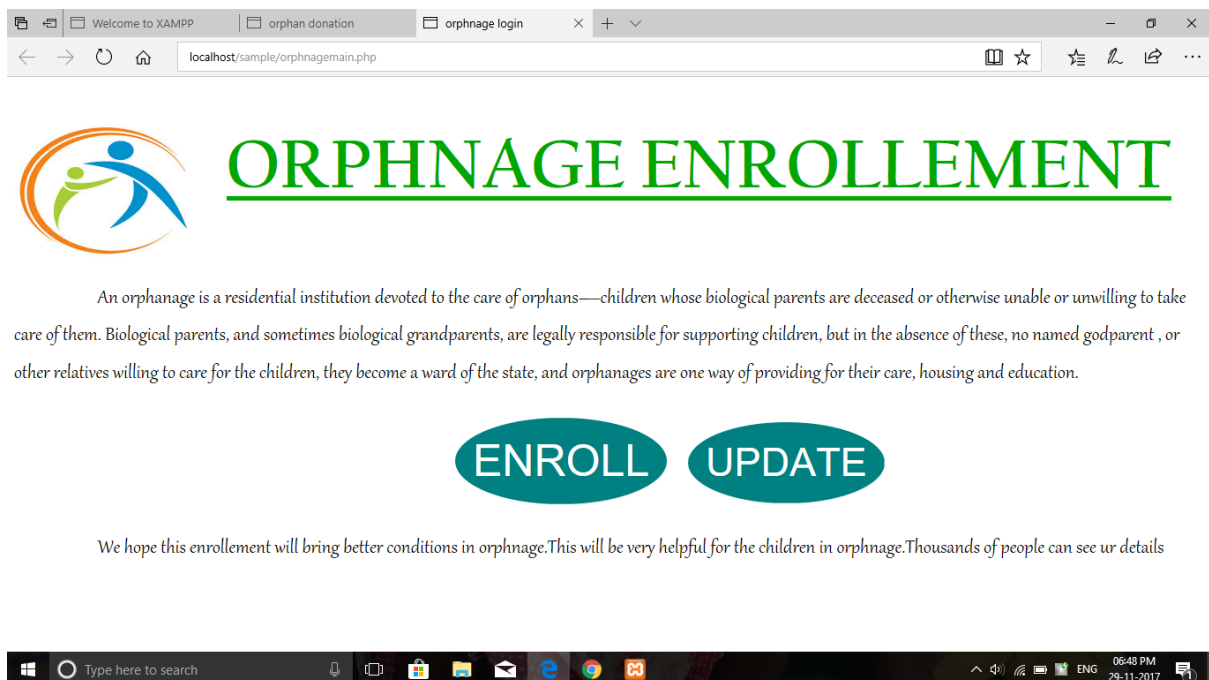 Welcome to XAMPP
orphan donation
orphnage login
localhost/sample/orphnagemain.php
ORPHNAGE ENROLLEMENT
An orphanage is a residential institution devoted to the care of orphans—children whose biological parents are deceased or otherwise unable or unwilling to take
care of them. Biological parents, and sometimes biological grandparents, are legally responsible for supporting children, but in the absence of these, no named godparent , or
other relatives willing to care for the children, they become a ward of the state, and orphanages are one way of providing for their care, housing and education.
ENROLL UPDATE
We hope this enrollement will bring better conditions in orphnage.This will be very helpful for the children in orphnage.Thousands of people can see ur details
Type here to search
ENG
06:48 PM
29-11-2017
1